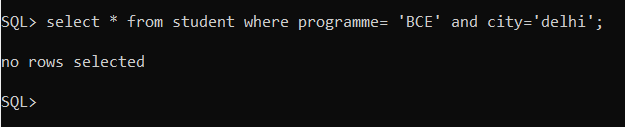 SQL> select * from student where programme= 'BCE' and city='delhi';
no rows selected
SQL>